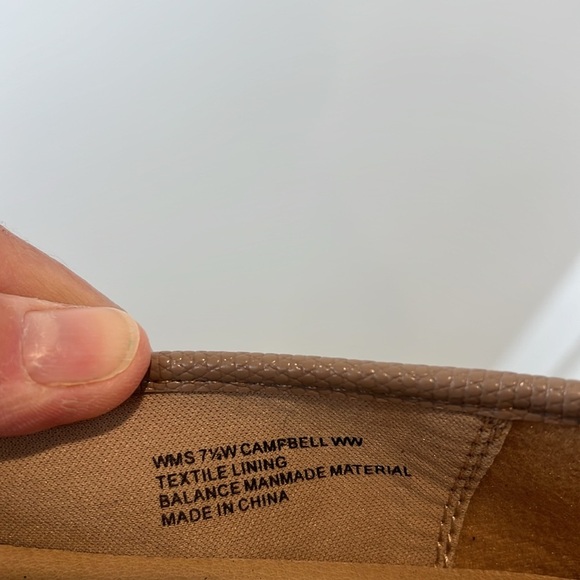 WMS 7½W CAMPBELL WW
TEXTILE LINING
BALANCE MANMADE MATERIAL
MADE IN CHINA